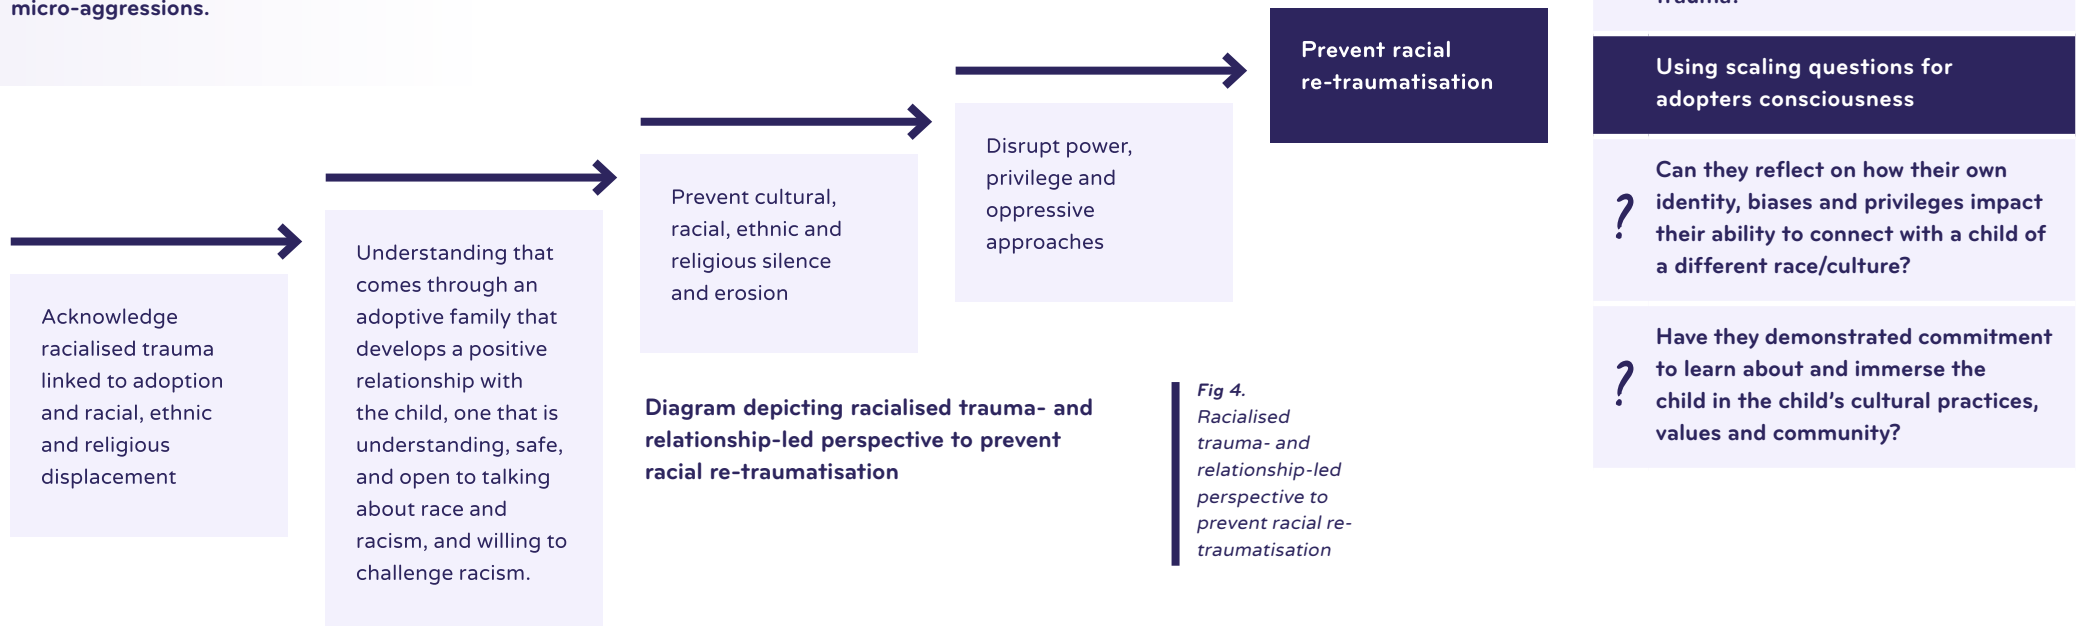 micro-aggressions.
Acknowledge
racialised trauma
linked to adoption
and racial, ethnic
and religious
displacement
Understanding that
comes through an
adoptive family that
develops a positive
relationship with
the child, one that is
understanding, safe,
and open to talking
about race and
racism, and willing to
challenge racism.
Prevent cultural,
racial, ethnic and
religious silence
and erosion
Disrupt power,
privilege and
oppressive
approaches
Prevent racial
re-traumatisation
Diagram depicting racialised trauma- and
relationship-led perspective to prevent
racial re-traumatisation
Fig 4.
Racialised
trauma- and
relationship-led
perspective to
prevent racial re-
traumatisation
trauma?
Using scaling questions for
adopters consciousness
?
Can they reflect on how their own
identity, biases and privileges impact
their ability to connect with a child of
a different race/culture?
?
Have they demonstrated commitment
to learn about and immerse the
child in the child's cultural practices,
values and community?